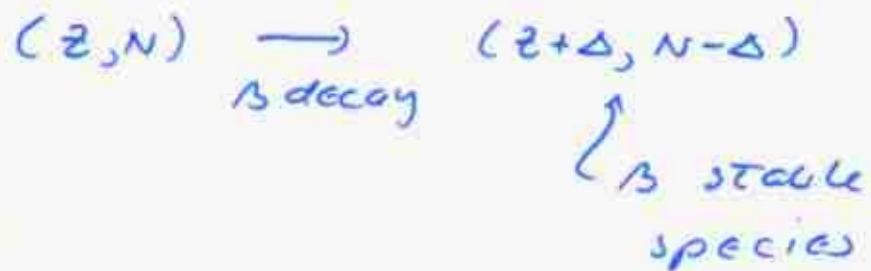 (Z,N) ⟶ (Z+Δ, N-Δ)
β decay
β stable
species